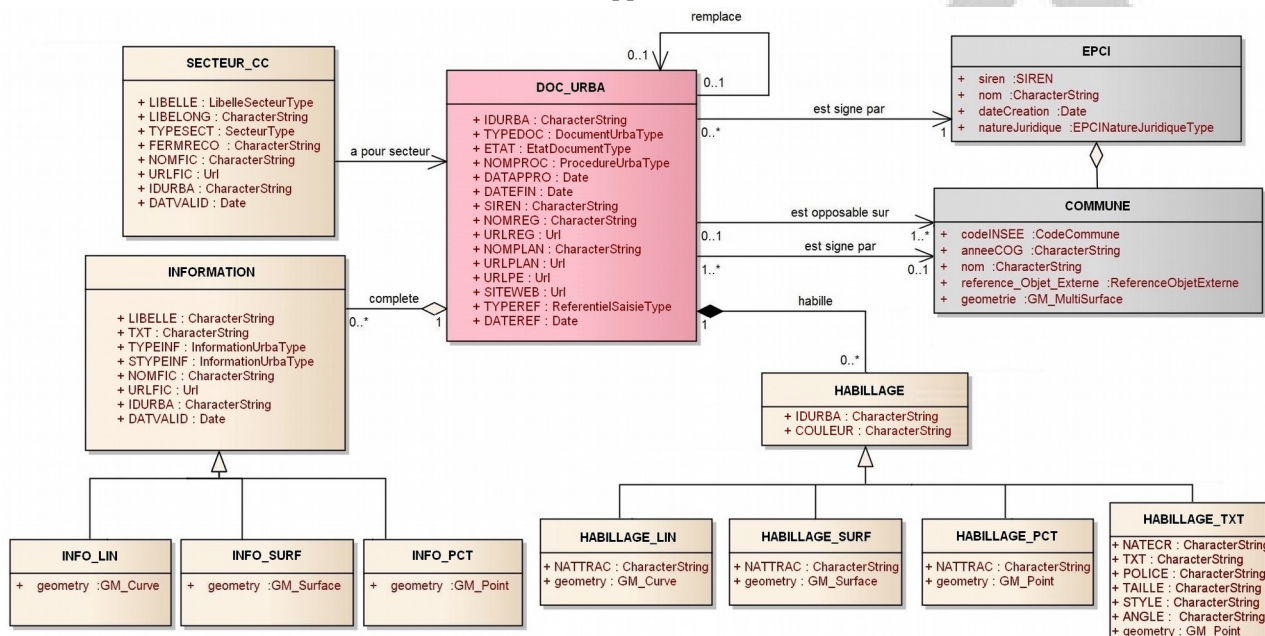 remplace
0..1
0..1
SECTEUR_CC
+ LIBELLE : LibelleSecteurType
+ LIBELONG : CharacterString
+ TYPESECT : SecteurType
+ FERMRECO : CharacterString
+ NOMFIC : CharacterString
+ URLFIC : Url
+ IDURBA : CharacterString
+ DATVALID : Date
a pour secteur
DOC_URBA
+ IDURBA : CharacterString
+ TYPEDOC : DocumentUrbaType
+ ETAT : EtatDocumentType
+ NOMPROC : ProcedureUrbaType
+ DATAPPRO : Date
+ DATEFIN : Date
+ SIREN : CharacterString
+ NOMREG : CharacterString
+ URLREG : Url
+ NOMPLAN : CharacterString
+ URLPLAN : Url
+ URLPE : Url
+ SITEWEB : Url
+ TYPEREF : ReferentielSaisieType
+ DATEREF : Date
est signe par
0..*
1
EPCI
+ siren :SIREN
+ nom :CharacterString
+ dateCreation :Date
+ natureJuridique :EPCINatureJuridiqueType
est opposable sur
0..1
1..*
est signe par
1..*
0..1
COMMUNE
+ codeINSEE :CodeCommune
+ anneeCOG :CharacterString
+ nom :CharacterString
+ reference_Objet_Externe :ReferenceObjetExterne
+ geometrie :GM_MultiSurface
INFORMATION
+ LIBELLE : CharacterString
+ TXT : CharacterString
+ TYPEINF : InformationUrbaType
+ STYPEINF : InformationUrbaType
+ NOMFIC : CharacterString
+ URLFIC : Url
+ IDURBA : CharacterString
+ DATVALID : Date
complete
0..*
1
habille
1
0..*
HABILLAGE
+ IDURBA : CharacterString
+ COULEUR : CharacterString
INFO_LIN
+ geometry :GM_Curve
INFO_SURF
+ geometry :GM_Surface
INFO_PCT
+ geometry :GM_Point
HABILLAGE_LIN
+ NATTRAC : CharacterString
+ geometry : GM_Curve
HABILLAGE_SURF
+ NATTRAC : CharacterString
+ geometry : GM_Surface
HABILLAGE_PCT
+ NATTRAC : CharacterString
+ geometry : GM_Point
HABILLAGE_TXT
+ NATECR : CharacterString
+ TXT : CharacterString
+ POLICE : CharacterString
+ TAILLE : CharacterString
+ STYLE : CharacterString
+ ANGLE : CharacterString
+ geometry : GM_Point